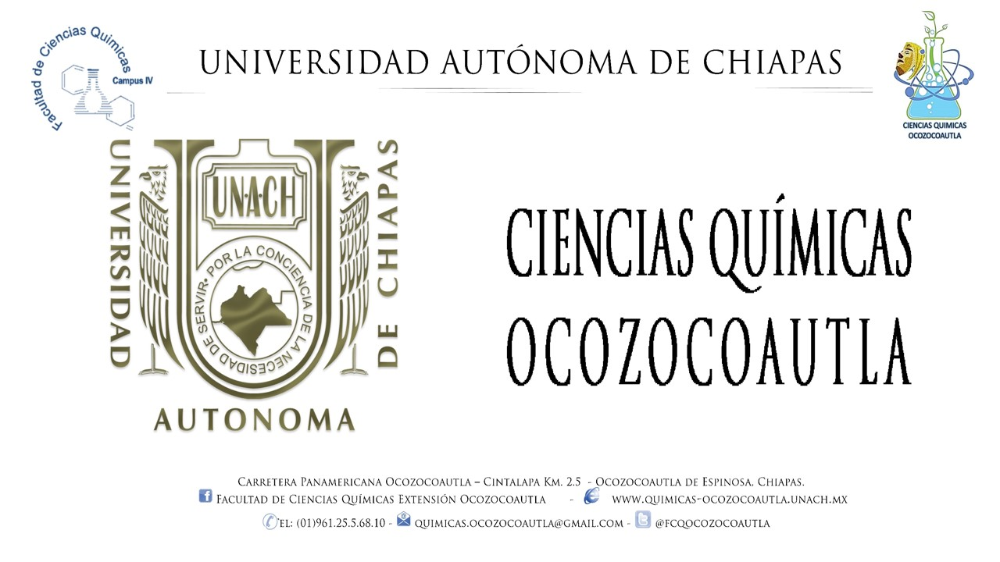 Facultad de Ciencias Químicas
Campus IV
UNIVERSIDAD AUTÓNOMA DE CHIAPAS
CIENCIAS QUIMICAS
OCOZOCOAUTLA
UNIVERSIDAD
AUTONOMA
DE CHIAPAS
UN·A·CH
POR LA CONCIENCIA DE LA NECESIDAD DE SERVIR
CIENCIAS QUÍMICAS
OCOZOCOAUTLA
CARRETERA PANAMERICANA OCOZOCOAUTLA – CINTALAPA KM. 2.5 - OCOZOCOAUTLA DE ESPINOSA, CHIAPAS.
f FACULTAD DE CIENCIAS QUÍMICAS EXTENSIÓN OCOZOCOAUTLA - WWW.QUIMICAS-OCOZOCOAUTLA.UNACH.MX
TEL: (01)961.25.5.68.10 - QUIMICAS.OCOZOCOAUTLA@GMAIL.COM - @FCQOCOZOCOAUTLA